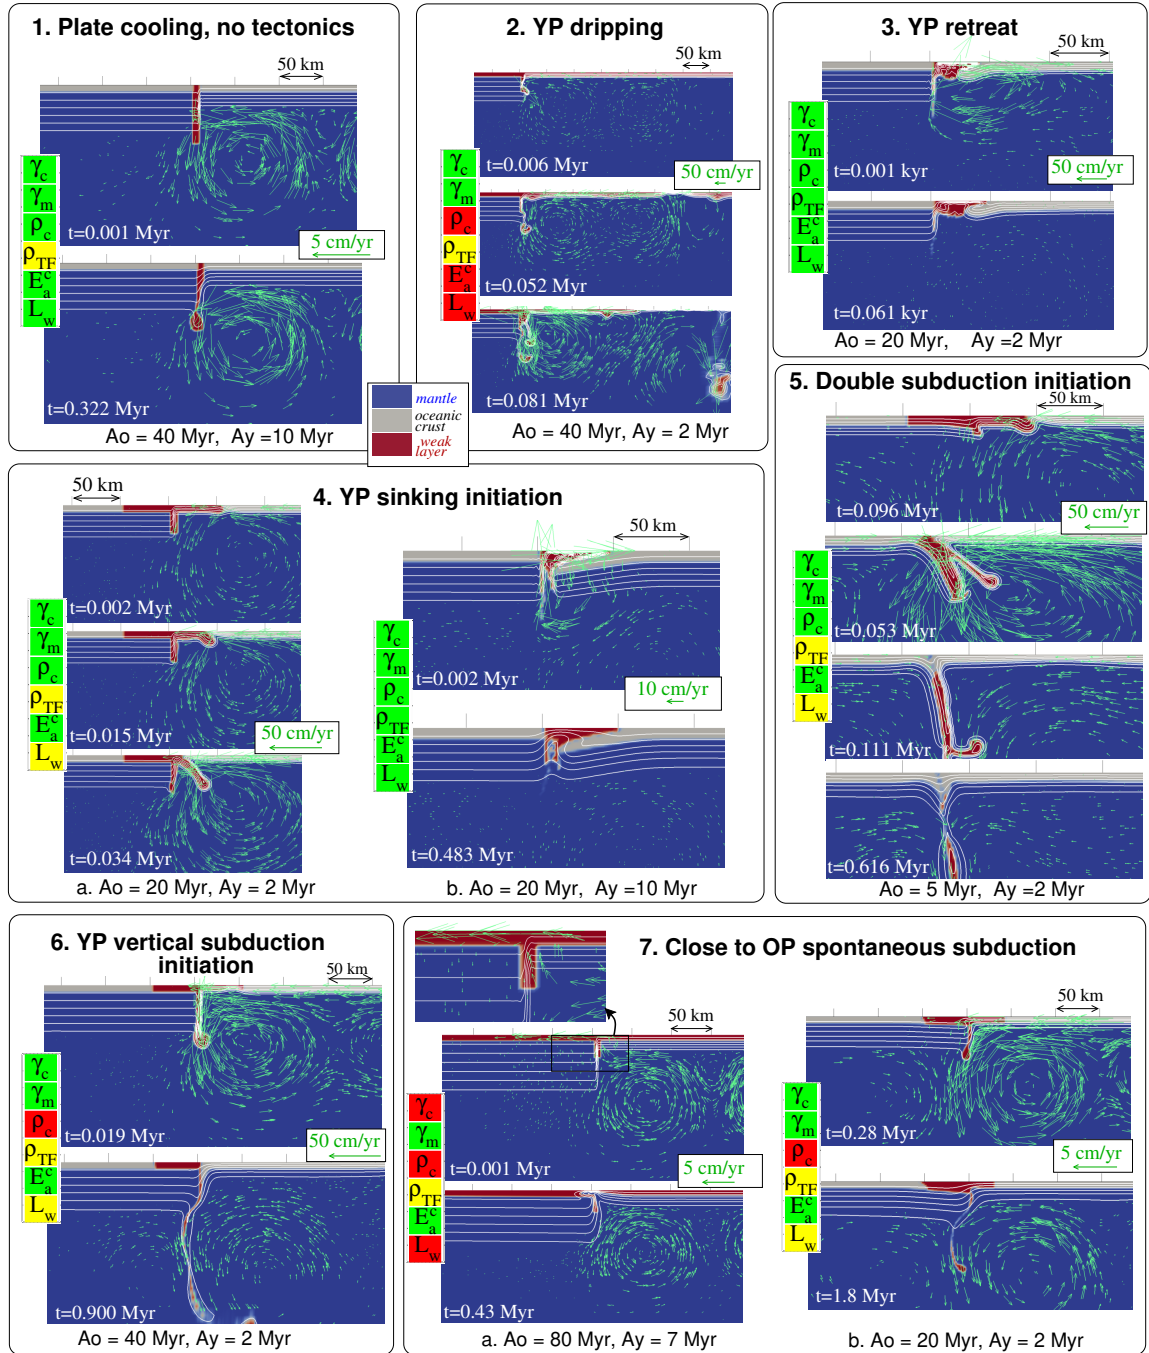 1. Plate cooling, no tectonics
50 km
t=0.001 Myr
5 cm/yr
t=0.322 Myr
γc
γm
ρc
ρTF
Eac
Lw
Ao = 40 Myr, Ay =10 Myr
2. YP dripping
50 km
t=0.006 Myr
50 cm/yr
t=0.052 Myr
t=0.081 Myr
γc
γm
ρc
ρTF
Eac
Lw
Ao = 40 Myr, Ay = 2 Myr
3. YP retreat
50 km
t=0.001 kyr
50 cm/yr
t=0.061 kyr
γc
γm
ρc
ρTF
Eac
Lw
Ao = 20 Myr, Ay =2 Myr
mantle
oceanic
crust
weak
layer
4. YP sinking initiation
50 km
t=0.002 Myr
t=0.015 Myr
50 cm/yr
t=0.034 Myr
γc
γm
ρc
ρTF
Eac
Lw
a. Ao = 20 Myr, Ay = 2 Myr
50 km
t=0.002 Myr
10 cm/yr
t=0.483 Myr
γc
γm
ρc
ρTF
Eac
Lw
b. Ao = 20 Myr, Ay =10 Myr
5. Double subduction initiation
50 km
t=0.096 Myr
50 cm/yr
t=0.053 Myr
t=0.111 Myr
t=0.616 Myr
γc
γm
ρc
ρTF
Eac
Lw
Ao = 5 Myr, Ay =2 Myr
6. YP vertical subduction
initiation
50 km
t=0.019 Myr
50 cm/yr
t=0.900 Myr
γc
γm
ρc
ρTF
Eac
Lw
Ao = 40 Myr, Ay = 2 Myr
7. Close to OP spontaneous subduction
50 km
t=0.001 Myr
5 cm/yr
t=0.43 Myr
γc
γm
ρc
ρTF
Eac
Lw
a. Ao = 80 Myr, Ay = 7 Myr
50 km
t=0.28 Myr
5 cm/yr
t=1.8 Myr
γc
γm
ρc
ρTF
Eac
Lw
b. Ao = 20 Myr, Ay = 2 Myr